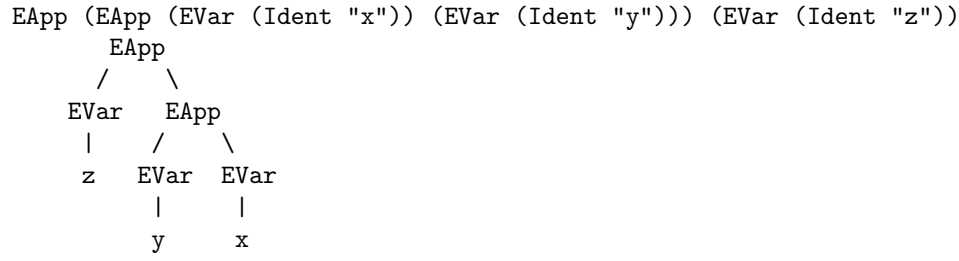 EApp (EApp (EVar (Ident "x")) (EVar (Ident "y"))) (EVar (Ident "z"))
EApp
/ \
EVar EApp
| / \
z EVar EVar
| |
y x